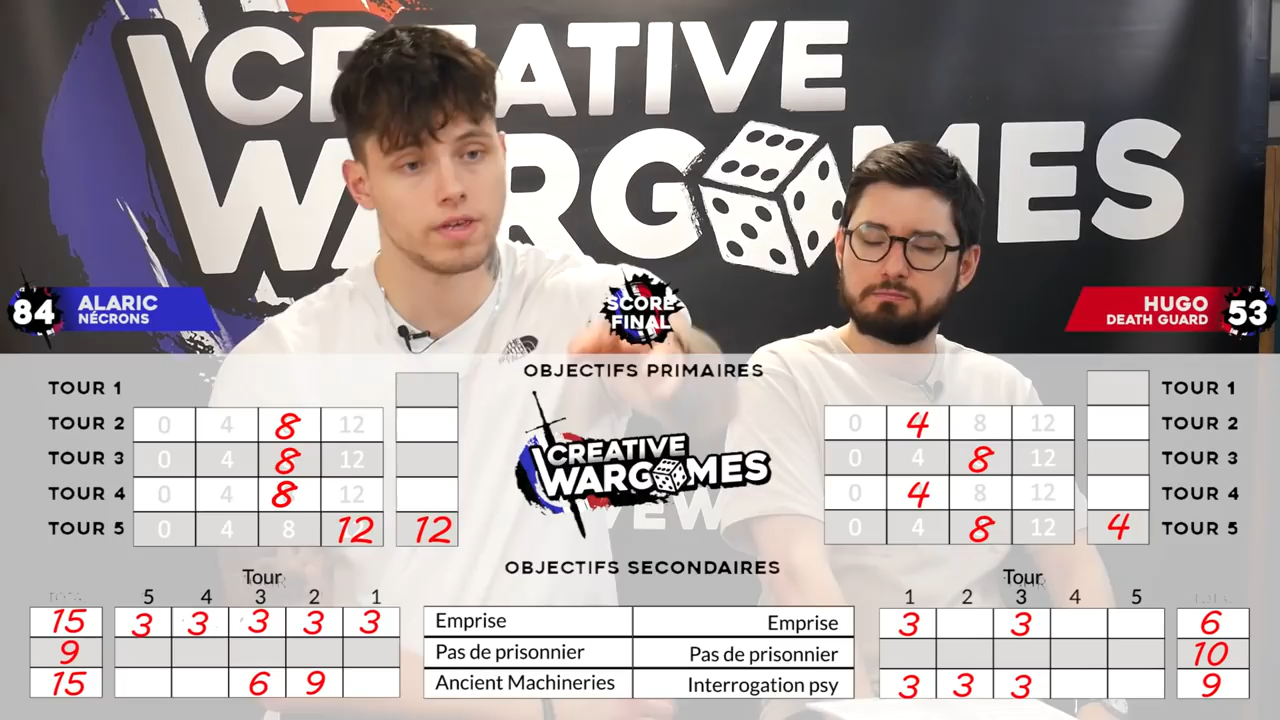 CREATIVE
WARGAMES
84
ALARIC
NÉCRONS
SCORE
FINAL
HUGO
DEATH GUARD
53
OBJECTIFS PRIMAIRES
TOUR 1
TOUR 2 0 4 8 12
TOUR 3 0 4 8 12
TOUR 4 0 4 8 12
TOUR 5 0 4 8 12 12
CREATIVE
WARGAMES
TOUR 1
0 4 8 12 TOUR 2
0 4 8 12 TOUR 3
0 4 8 12 TOUR 4
0 4 8 12 4 TOUR 5
OBJECTIFS SECONDAIRES
Tour
5 4 3 2 1
15 3 3 3 3 3 Emprise
9 Pas de prisonnier
15 6 9 Ancient Machineries
Tour
1 2 3 4 5
Emprise 3 3 6
Pas de prisonnier 10
Interrogation psy 3 3 3 9